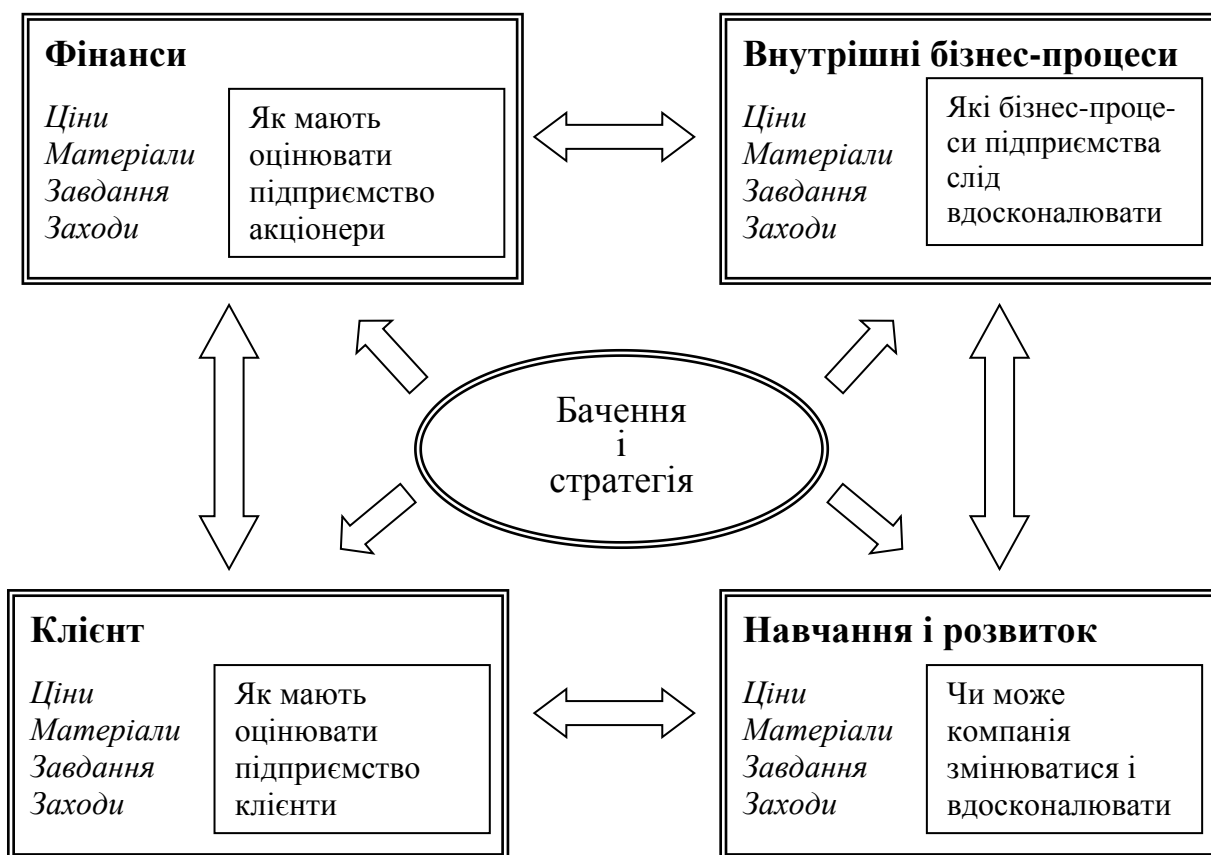 Фінанси
Ціни
Матеріали
Завдання
Заходи
Як мають
оцінювати
підприємство
акціонери
Внутрішні бізнес-процеси
Ціни
Матеріали
Завдання
Заходи
Які бізнес-проце-
си підприємства
слід
вдосконалювати
Бачення
і
стратегія
Клієнт
Ціни
Матеріали
Завдання
Заходи
Як мають
оцінювати
підприємство
клієнти
Навчання і розвиток
Ціни
Матеріали
Завдання
Заходи
Чи може
компанія
змінюватися і
вдосконалювати